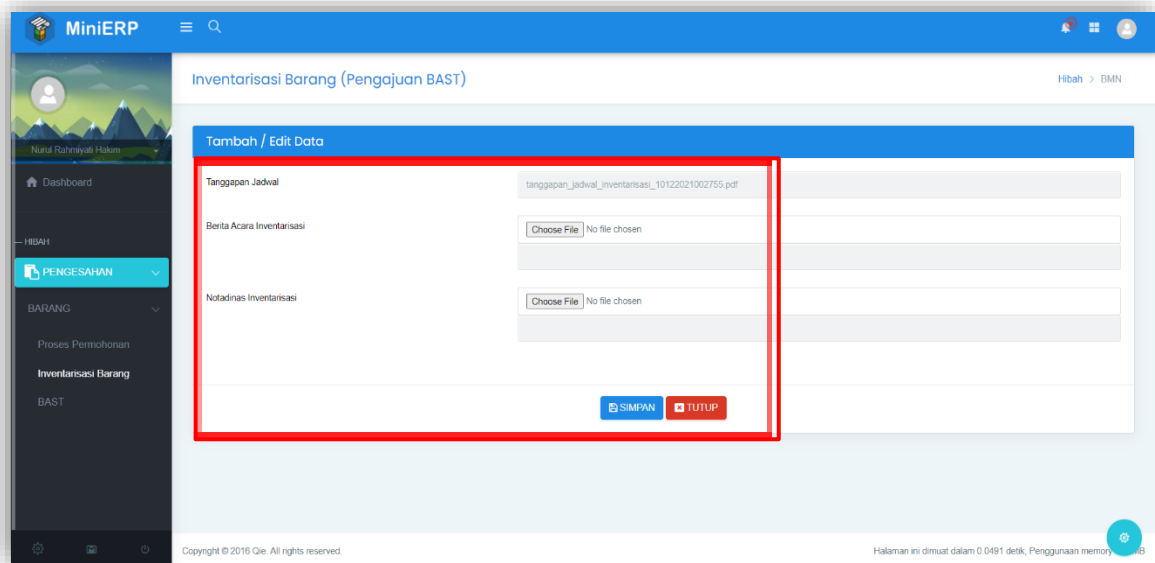 MiniERP
Inventarisasi Barang (Pengajuan BAST)
Hibah > BMN
Nurul Rahmiyati Hakim
Tambah / Edit Data
Dashboard
Tanggapan Jadwal
tanggapan_jadwal_inventarisasi_10122021002755.pdf
Berita Acara Inventarisasi
Choose File No file chosen
HIBAH
PENGESAHAN
Notadinas Inventarisasi
Choose File No file chosen
BARANG
Proses Permohonan
Inventarisasi Barang
BAST
SIMPAN
TUTUP
Copyright © 2016 Qie. All rights reserved.
Halaman ini dimuat dalam 0.0491 detik, Penggunaan memory